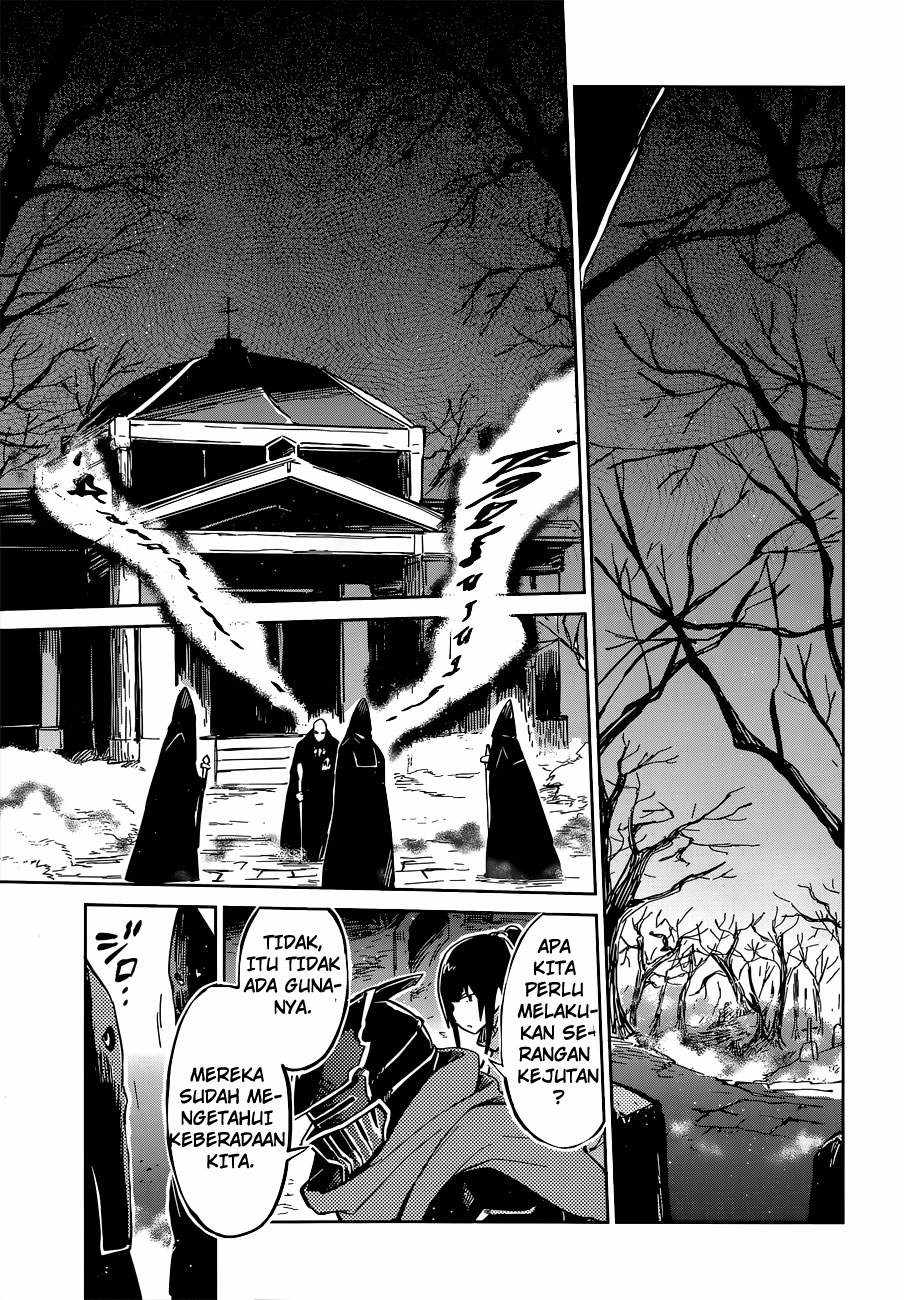 APA
KITA
PERLU
MELAKU-
KAN SE-
RANGAN
KEJUTAN
?
TIDAK,
ITU TIDAK
ADA GUNA-
NYA.
MEREKA
SUDAH ME-
NGETAHUI
KEBERADAAN
KITA.